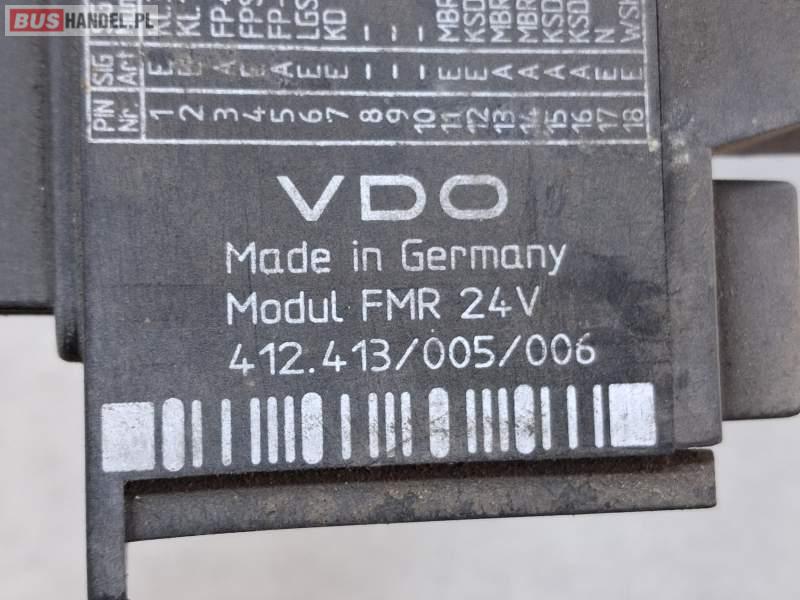 BUSHANDEL.PL
PIN Nr. 1 2 3 4 5 6 7 8 9 10 11 12 13 14 15 16 17 18
SIG Art E E A E A E E - - - E E A A A A E E
KL. FP FPS FP- LGS KD - - - MBR KSD MBR MBR KSD KSD N WSK
VDO
Made in Germany
Modul FMR 24V
412.413/005/006